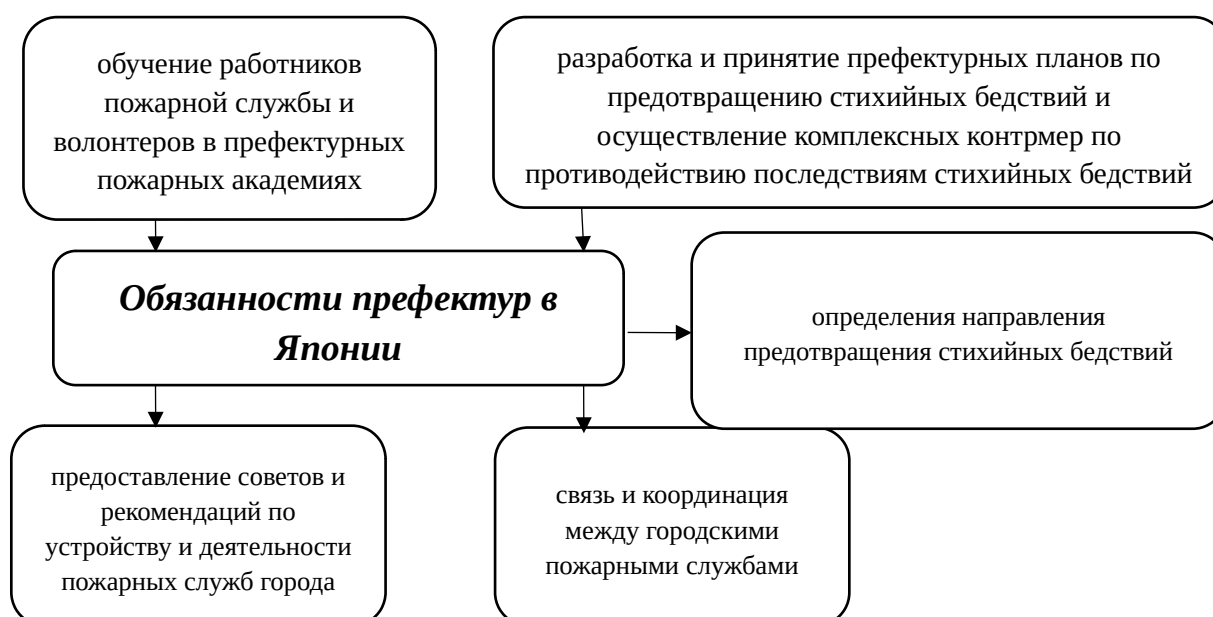 обучение работников
пожарной службы и
волонтеров в префектурных
пожарных академиях
разработка и принятие префектурных планов по
предотвращению стихийных бедствий и
осуществление комплексных контрмер по
противодействию последствиям стихийных бедствий
Обязанности префектур в
Японии
определения направления
предотвращения стихийных бедствий
предоставление советов и
рекомендаций по
устройству и деятельности
пожарных служб города
связь и координация
между городскими
пожарными службами